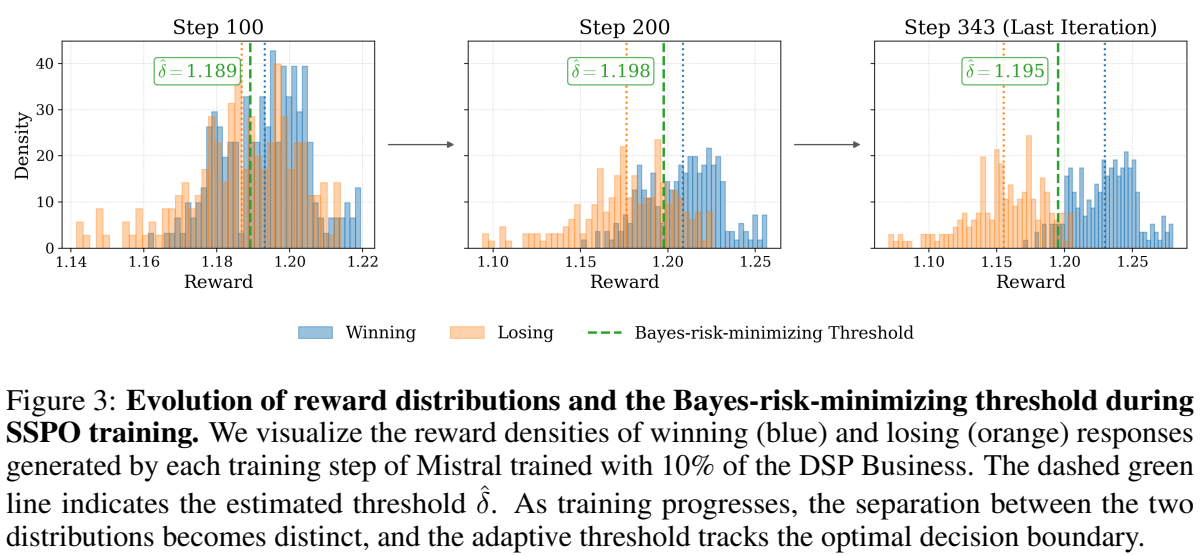 Step 100
Step 200
Step 343 (Last Iteration)
δ̂ = 1.189
δ̂ = 1.198
δ̂ = 1.195
Density
40
30
20
10
0
1.14 1.16 1.18 1.20 1.22
1.10 1.15 1.20 1.25
1.10 1.15 1.20 1.25
Reward
Reward
Reward
Winning Losing Bayes-risk-minimizing Threshold
Figure 3: Evolution of reward distributions and the Bayes-risk-minimizing threshold during
SSPO training. We visualize the reward densities of winning (blue) and losing (orange) responses
generated by each training step of Mistral trained with 10% of the DSP Business. The dashed green
line indicates the estimated threshold δ̂. As training progresses, the separation between the two
distributions becomes distinct, and the adaptive threshold tracks the optimal decision boundary.